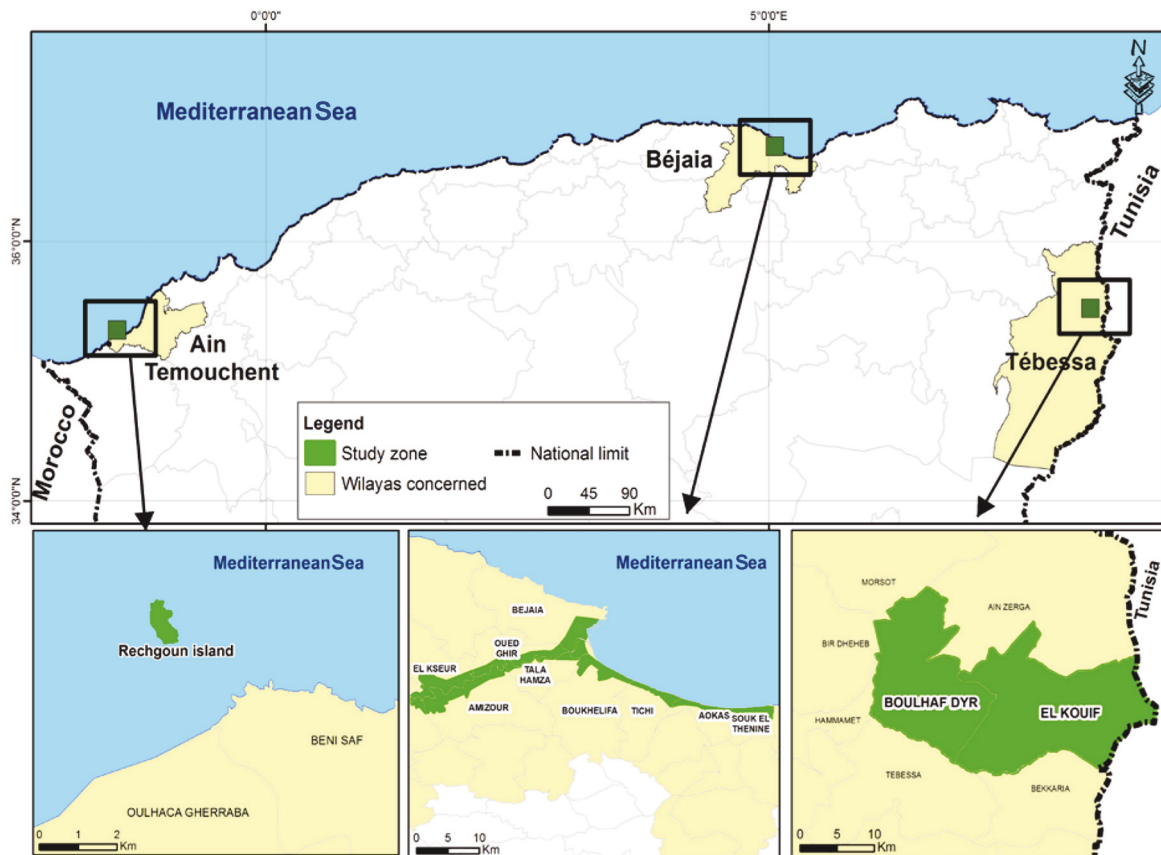 0°0'0"
5°0'0"E
N
Mediterranean Sea
Béjaia
Tunisia
36°0'0"N
Ain
Temouchent
Tébessa
Morocco
Legend
Study zone
National limit
Wilayas concerned
0 45 90
Km
34°0'0"N
Mediterranean Sea
Rechgoun island
BENI SAF
OULHACA GHERRABA
0 1 2
Km
Mediterranean Sea
BEJAIA
OUED
GHIR
EL KSEUR
TALA
HAMZA
AMIZOUR
BOUKHELIFA
TICHI
AOKAS
SOUK EL
THENINE
0 5 10
Km
MORSOT
AIN ZERGA
Tunisia
BIR DHEHEB
BOULHAF DYR
EL KOUIF
HAMMAMET
TEBESSA
BEKKARIA
0 5 10
Km